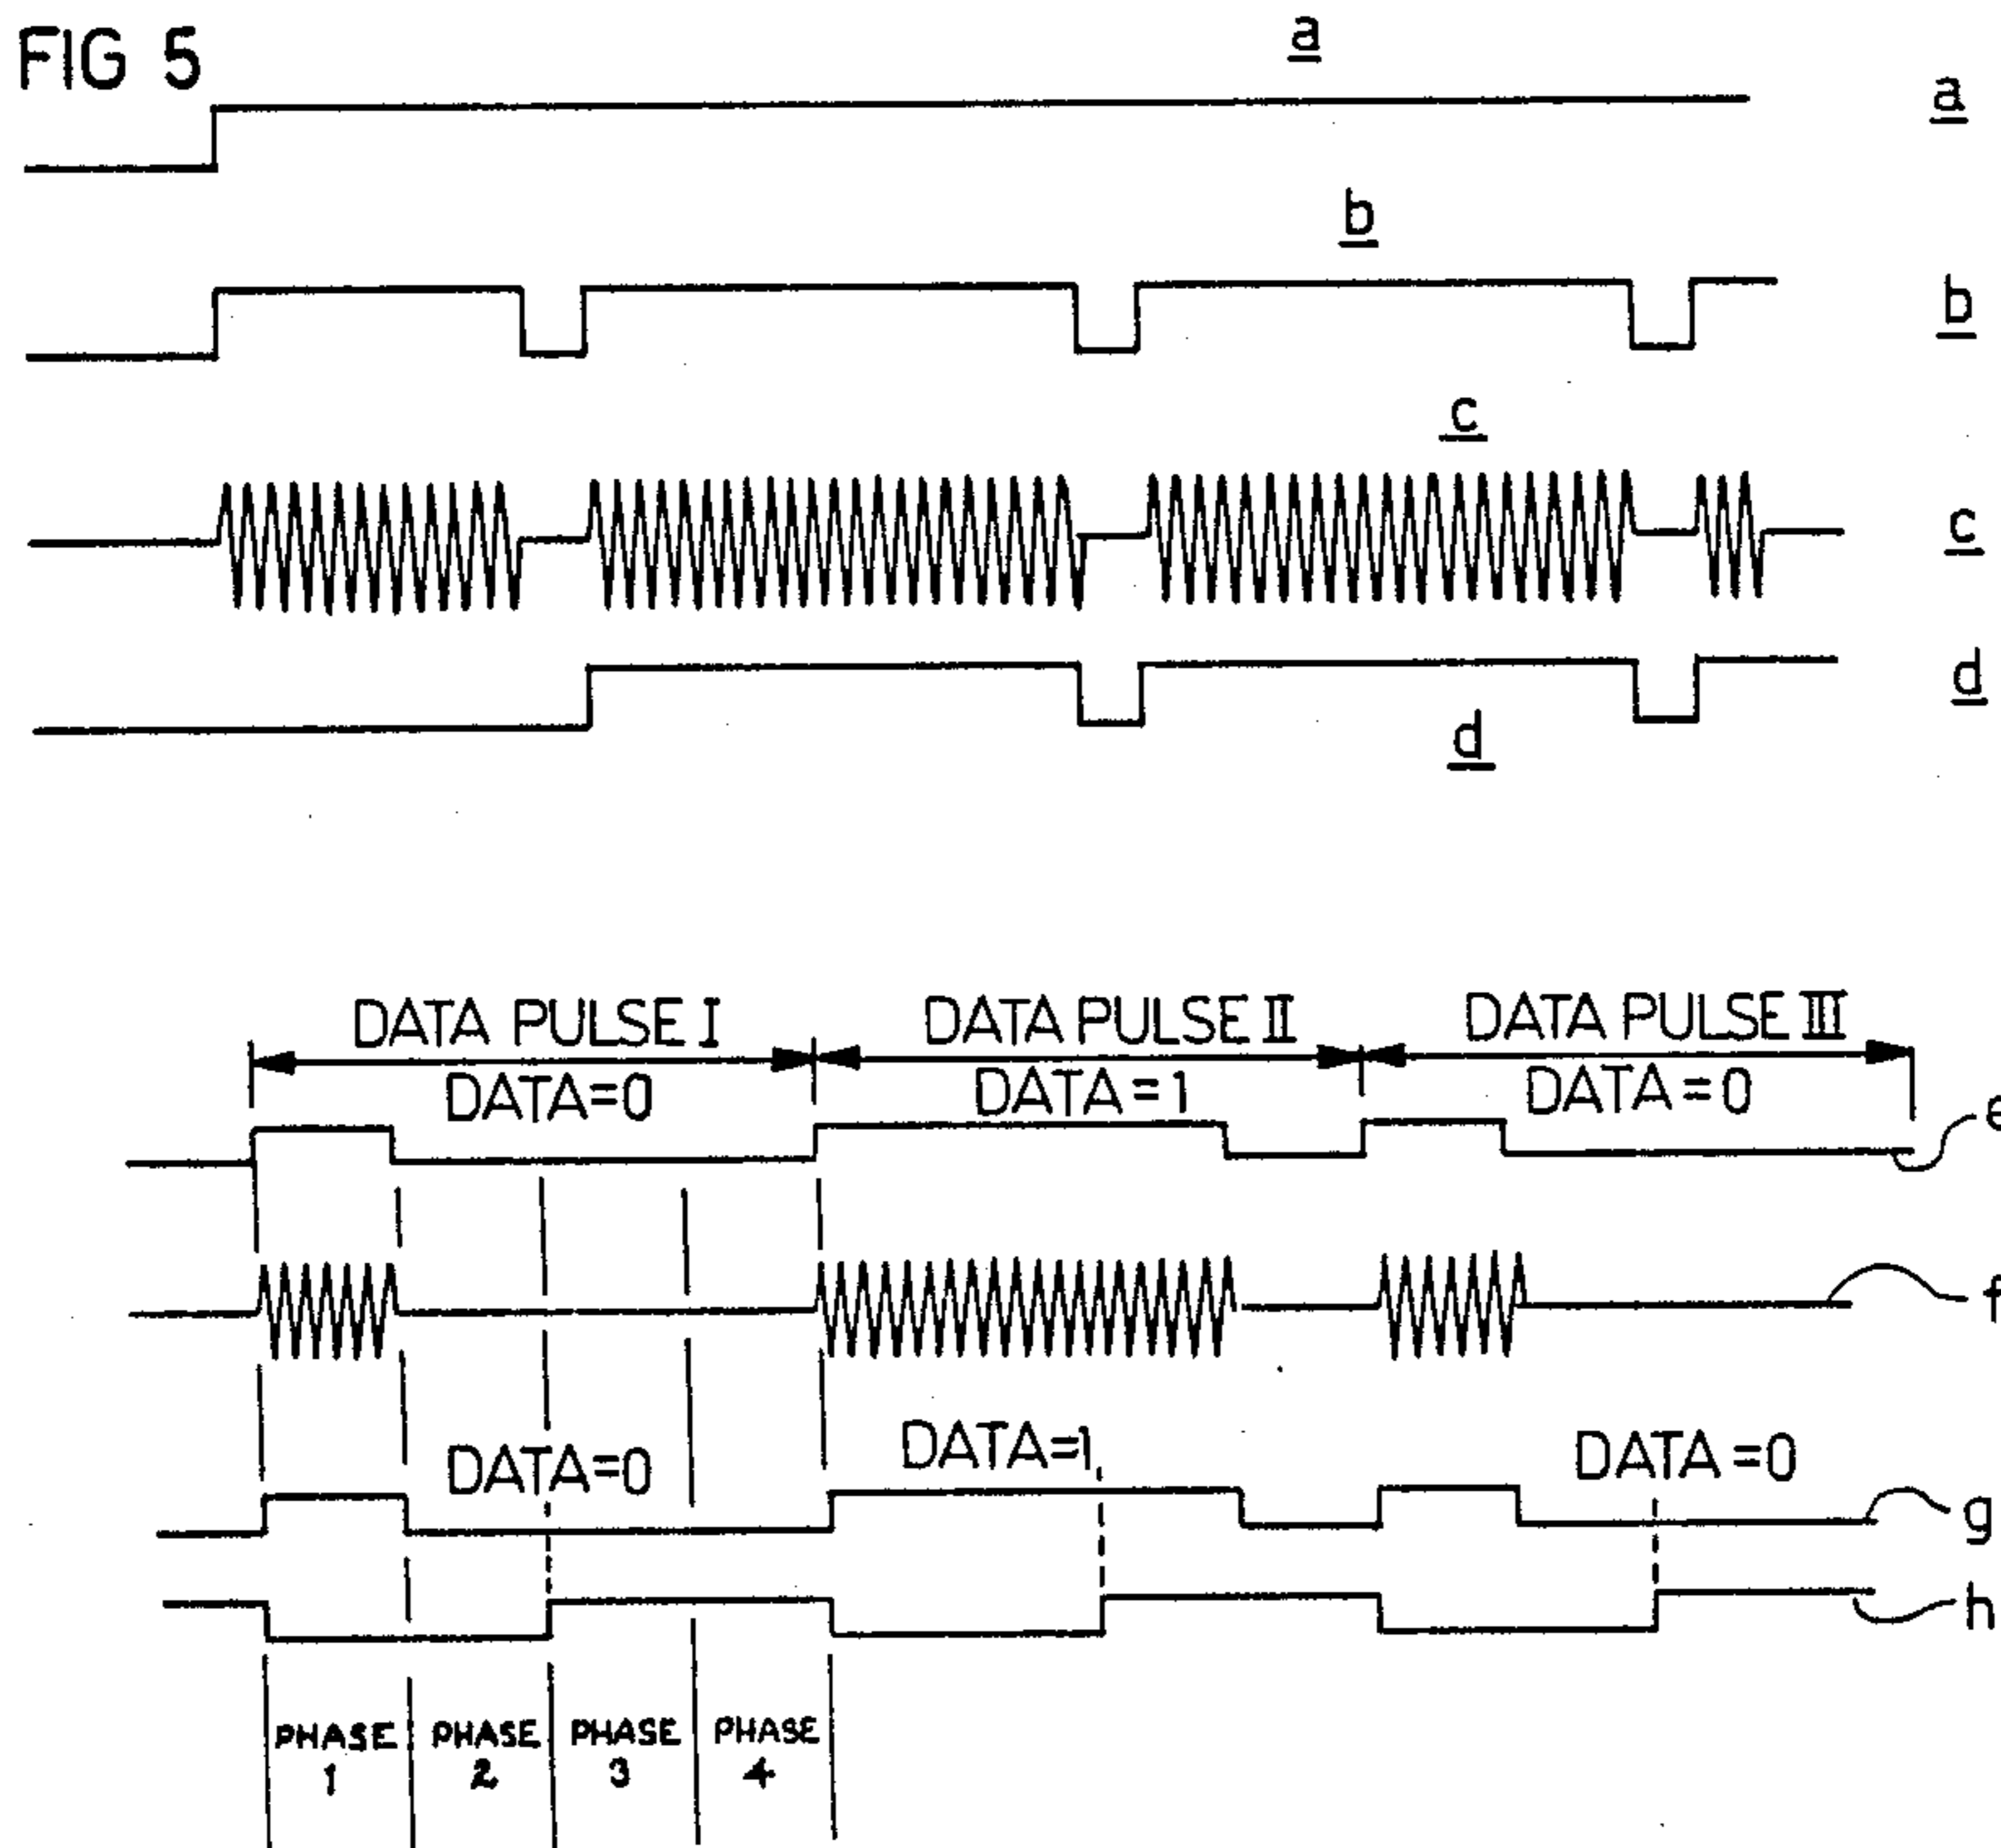 FIG 5
a
a
b
b
c
c
d
d
DATA PULSE I
DATA PULSE II
DATA PULSE III
DATA=0
DATA=1
DATA=0
e
f
DATA=0
DATA=1
DATA=0
g
h
PHASE 1
PHASE 2
PHASE 3
PHASE 4